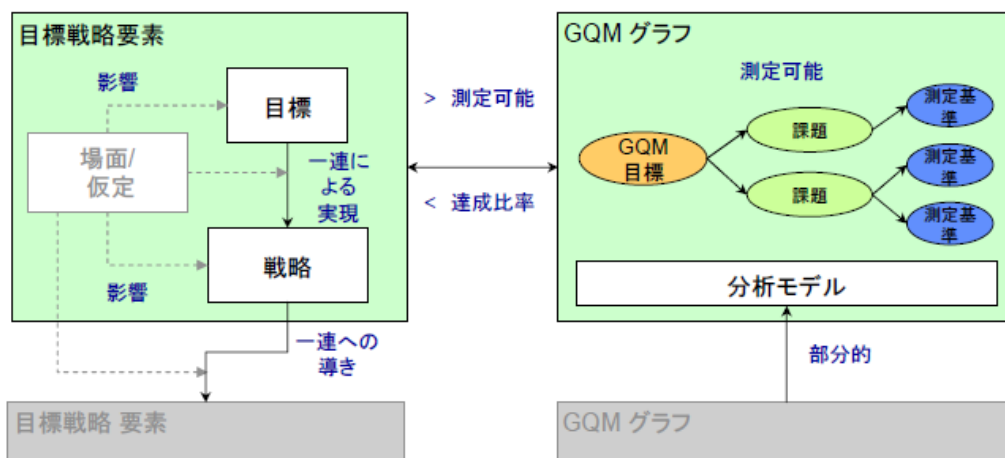 目標戦略要素
影響
目標
場面/
仮定
一連に
よる
実現
戦略
影響
一連への
導き
目標戦略 要素
> 測定可能
< 達成比率
GQM グラフ
測定可能
GQM
目標
課題
課題
測定基
準
測定基
準
測定基
準
分析モデル
部分的
GQM グラフ